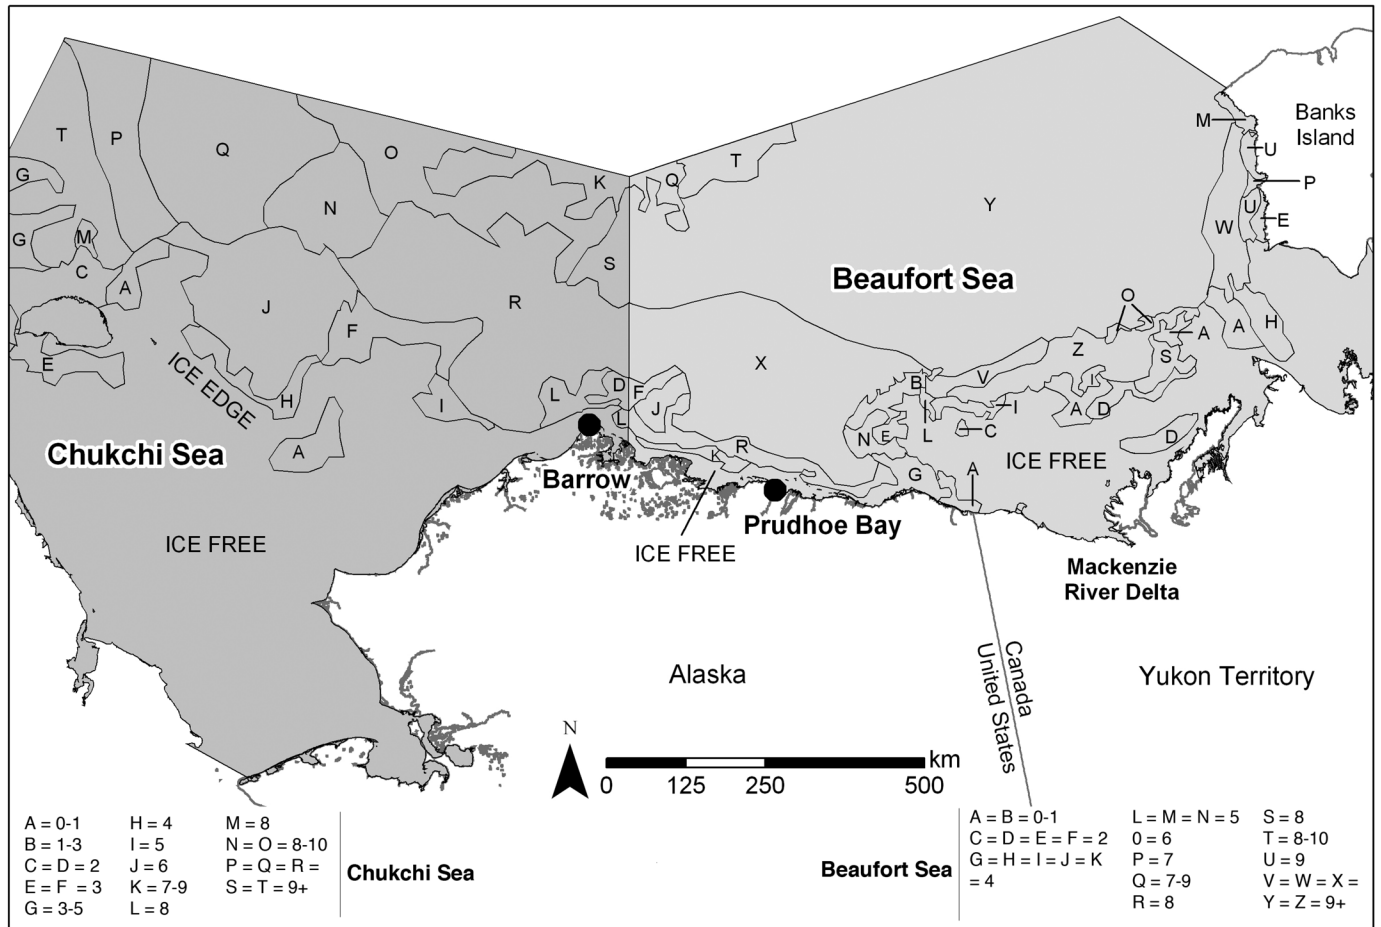 T
P
Q
O
K
Q
T
Y
M
Banks
Island
U
P
U
E
W
G
N
G
M
C
A
S
Beaufort Sea
J
R
F
O
A
A
H
Z
S
E
ICE EDGE
X
V
B
I
H
I
L
D
F
J
L
I
A
D
L
C
A
N
E
D
R
K
G
A
ICE FREE
Chukchi Sea
Barrow
Prudhoe Bay
ICE FREE
ICE FREE
Mackenzie
River Delta
Canada
United States
Alaska
Yukon Territory
N
km
0 125 250 500
A = 0-1
B = 1-3
C = D = 2
E = F = 3
G = 3-5
H = 4
I = 5
J = 6
K = 7-9
L = 8
M = 8
N = O = 8-10
P = Q = R =
S = T = 9+
Chukchi Sea
Beaufort Sea
A = B = 0-1
C = D = E = F = 2
G = H = I = J = K
= 4
L = M = N = 5
0 = 6
P = 7
Q = 7-9
R = 8
S = 8
T = 8-10
U = 9
V = W = X =
Y = Z = 9+